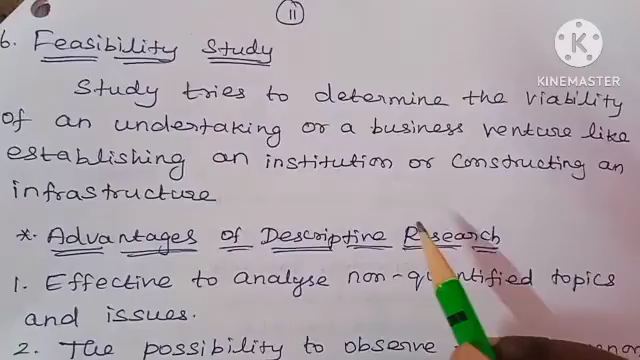 11
6. Feasibility Study
Study tries to determine the viability
of an undertaking or a business venture like
establishing an institution or constructing an
infrastructure
*. Advantages of Descriptive Research
1. Effective to analyse non-quantified topics
and issues.
2. The possibility to observe
KINEMASTER